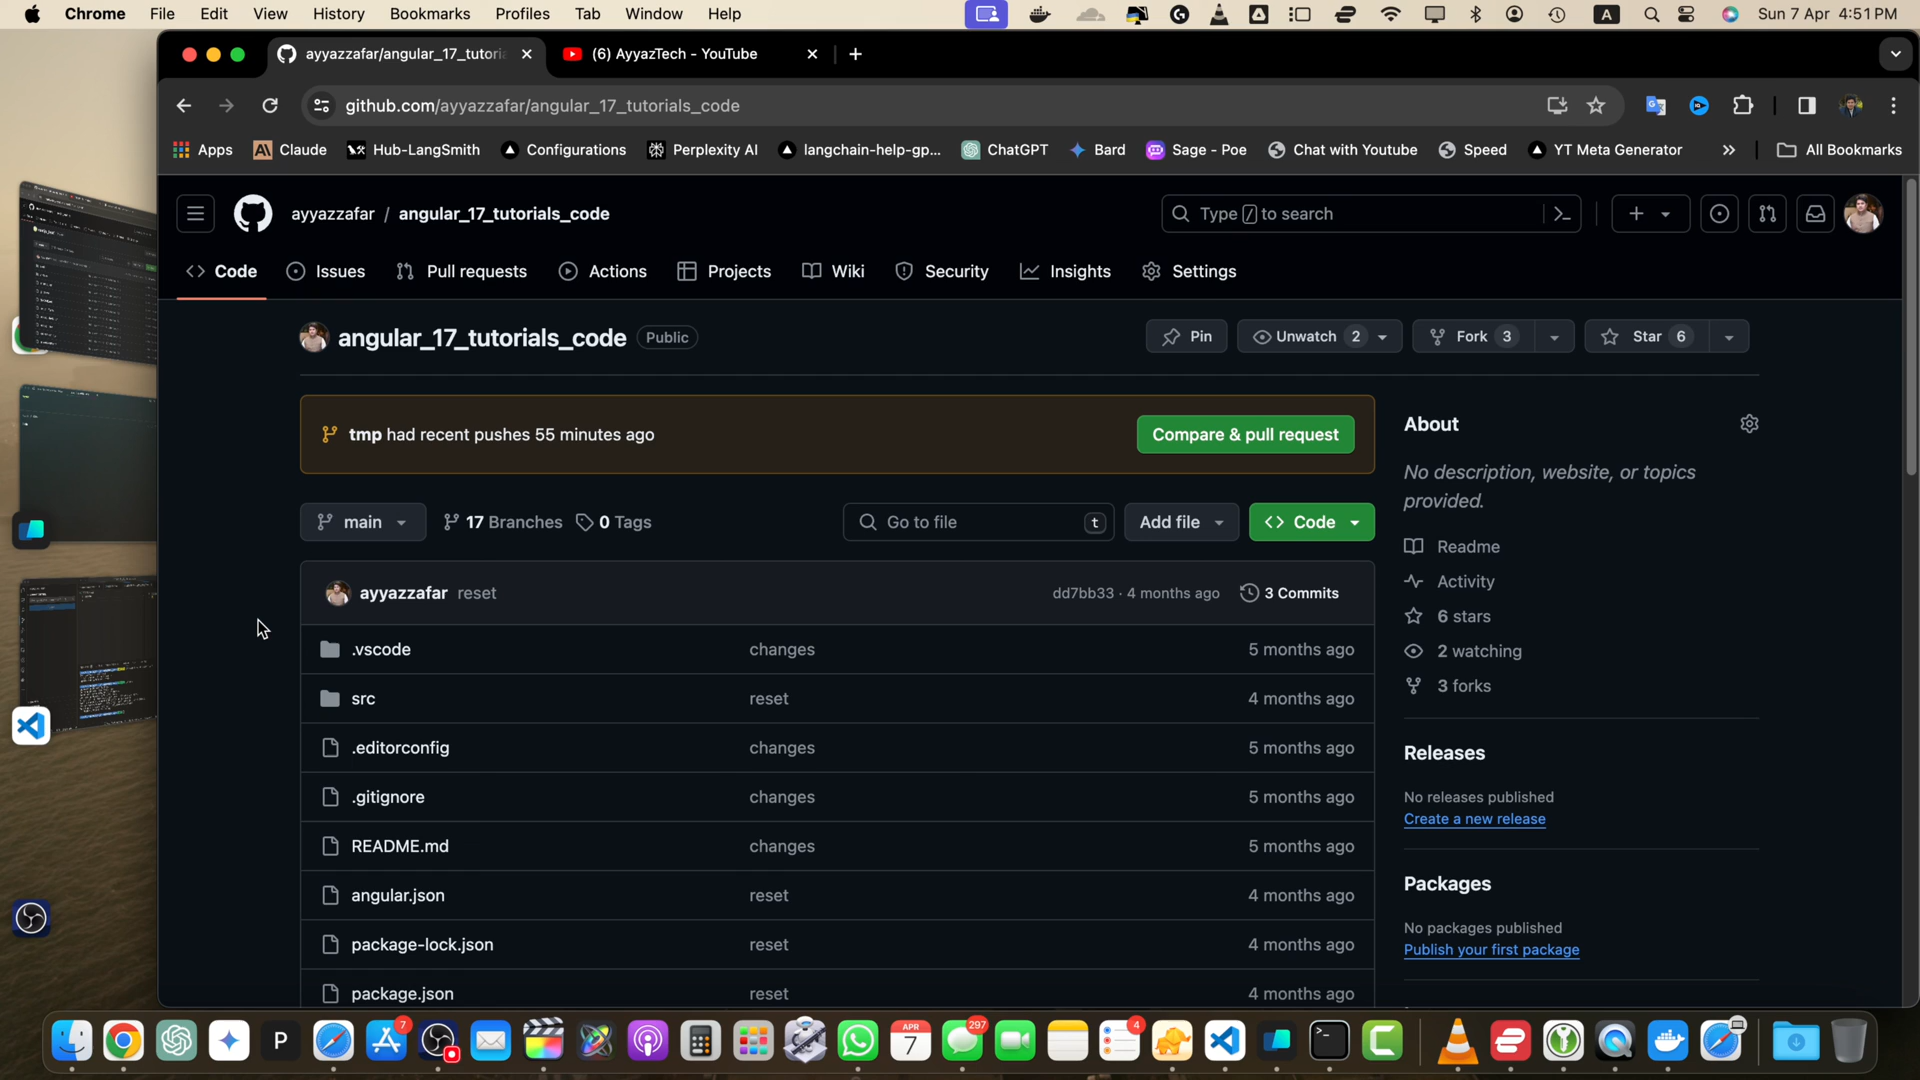 Chrome File Edit View History Bookmarks Profiles Tab Window Help A Sun 7 Apr 4:51 PM
ayyazzafar/angular_17_tutoria (6) AyyazTech - YouTube
github.com/ayyazzafar/angular_17_tutorials_code
Apps Claude Hub-LangSmith Configurations Perplexity AI langchain-help-gp... ChatGPT Bard Sage - Poe Chat with Youtube Speed YT Meta Generator All Bookmarks
ayyazzafar / angular_17_tutorials_code Type / to search
Code Issues Pull requests Actions Projects Wiki Security Insights Settings
angular_17_tutorials_code Public Pin Unwatch 2 Fork 3 Star 6
tmp had recent pushes 55 minutes ago Compare & pull request
main 17 Branches 0 Tags Go to file t Add file Code
ayyazzafar reset dd7bb33 · 4 months ago 3 Commits
.vscode changes 5 months ago
src reset 4 months ago
.editorconfig changes 5 months ago
.gitignore changes 5 months ago
README.md changes 5 months ago
angular.json reset 4 months ago
package-lock.json reset 4 months ago
package.json reset 4 months ago
About
No description, website, or topics
provided.
Readme
Activity
6 stars
2 watching
3 forks
Releases
No releases published
Create a new release
Packages
No packages published
Publish your first package
P 7 APR 7 297 4